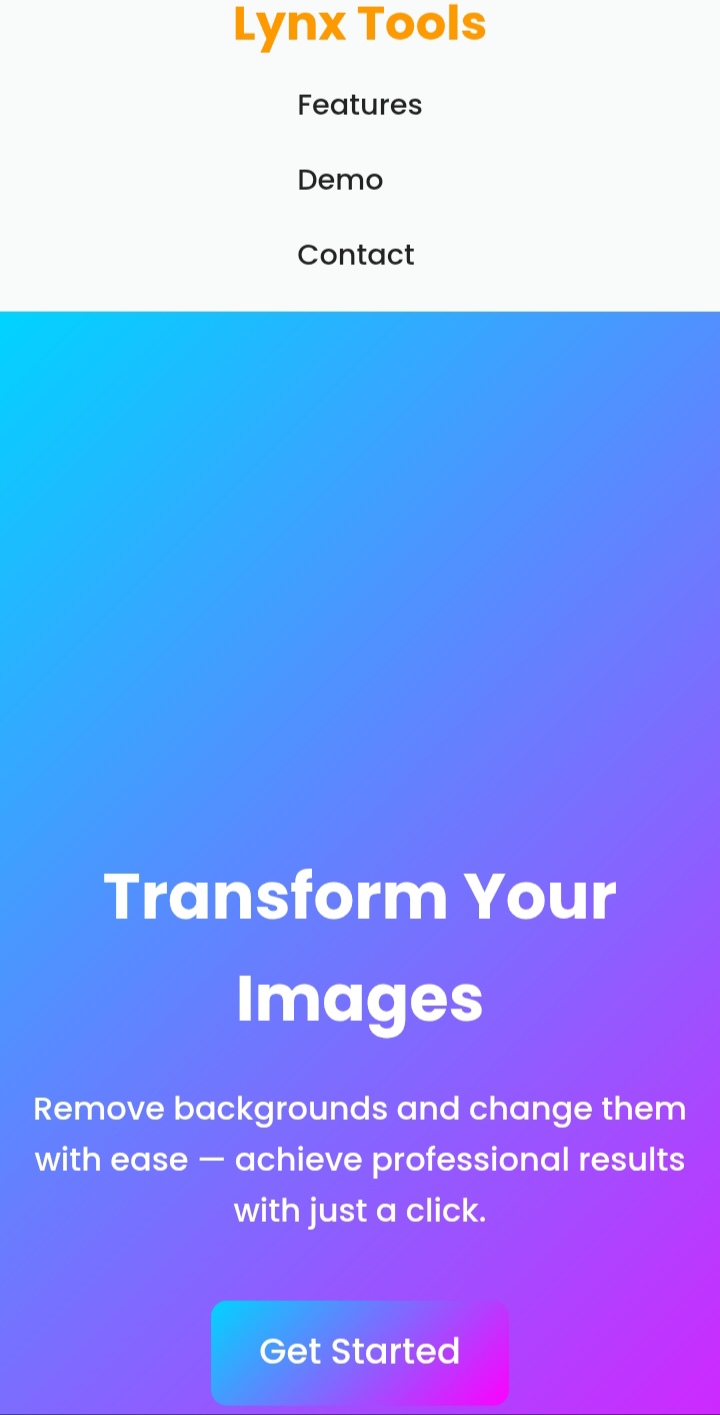 Lynx Tools
Features
Demo
Contact
Transform Your
Images
Remove backgrounds and change them
with ease — achieve professional results
with just a click.
Get Started